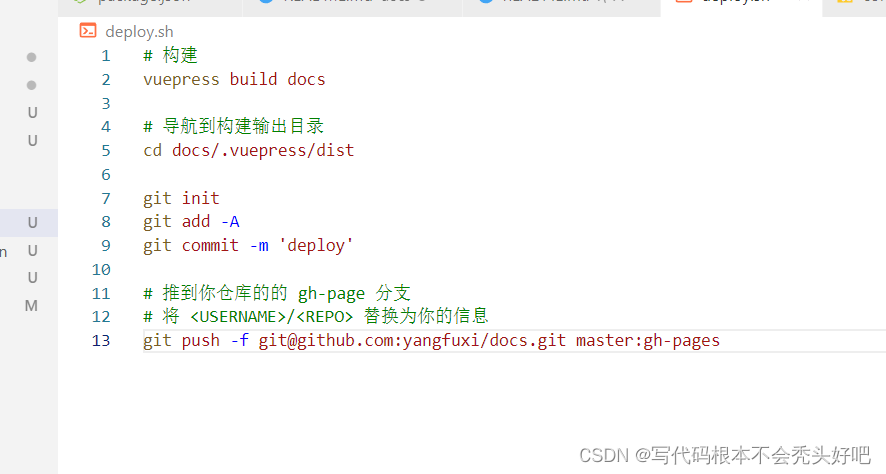 deploy.sh
1 # 构建
2 vuepress build docs
3
4 # 导航到构建输出目录
5 cd docs/.vuepress/dist
6
7 git init
8 git add -A
9 git commit -m 'deploy'
10
11 # 推到你仓库的的 gh-page 分支
12 # 将 <USERNAME>/<REPO> 替换为你的信息
13 git push -f git@github.com:yangfuxi/docs.git master:gh-pages
U
U
U
n U
U
M
CSDN @写代码根本不会秃头好吧